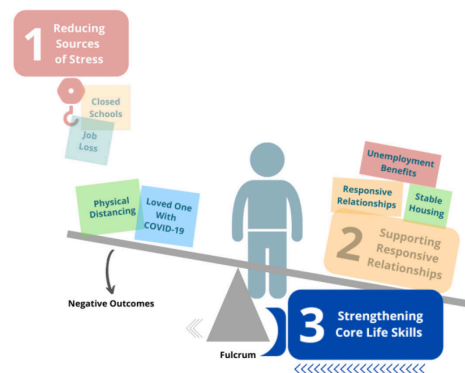 1 Reducing
Sources
of Stress
Closed
Schools
Job
Loss
Physical
Distancing
Loved One
With
COVID-19
Unemployment
Benefits
Responsive
Relationships
Stable
Housing
2 Supporting
Responsive
Relationships
Negative Outcomes
3 Strengthening
Core Life Skills
Fulcrum